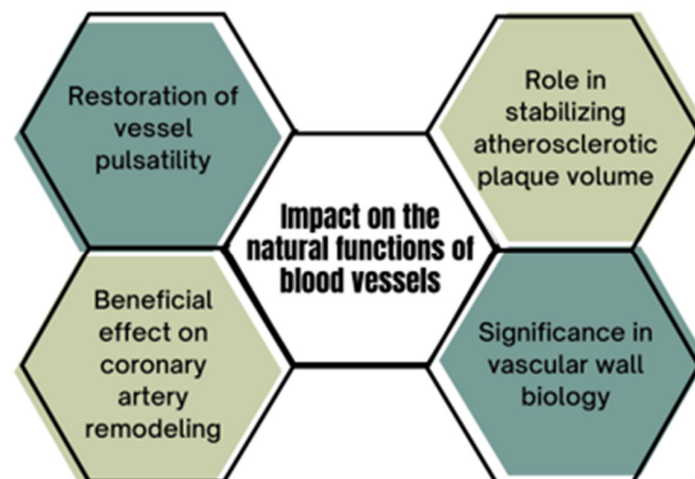 Restoration of
vessel
pulsatility
Role in
stabilizing
atherosclerotic
plaque volume
Impact on the
natural functions of
blood vessels
Beneficial
effect on
coronary
artery
remodeling
Significance in
vascular wall
biology